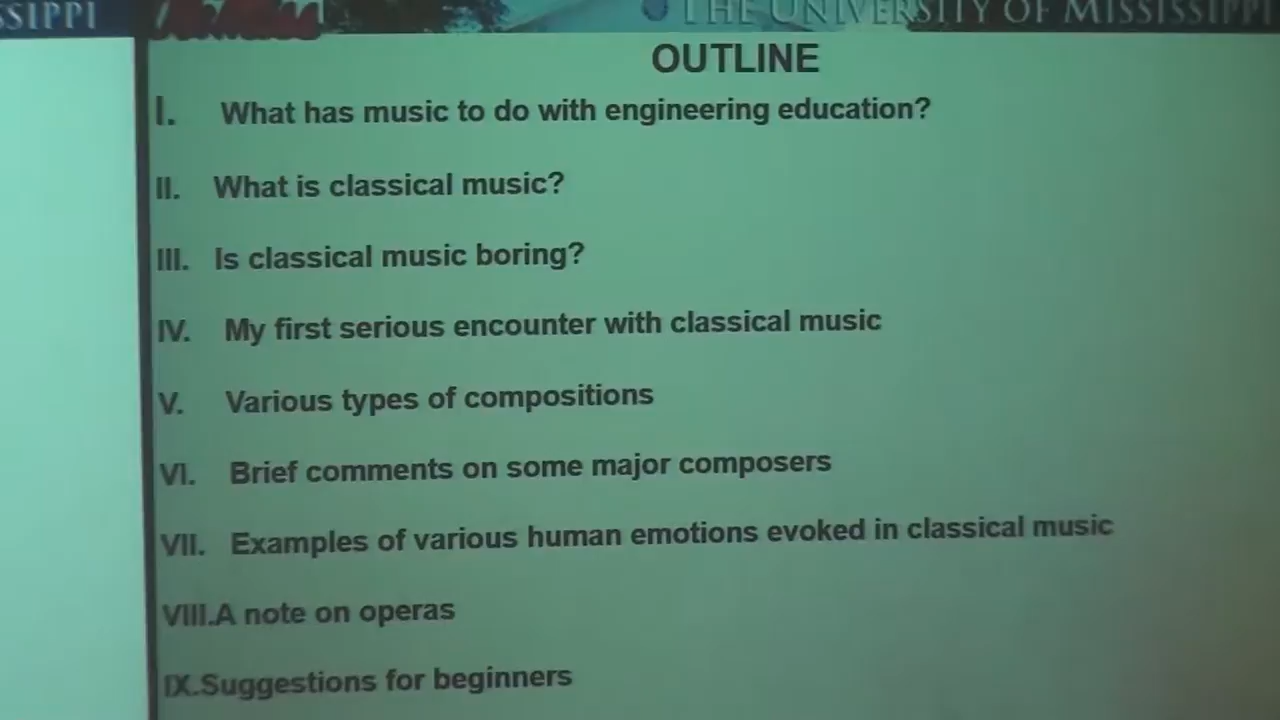 SSIPPI
THE UNIVERSITY OF MISSISSIPPI
OUTLINE
I. What has music to do with engineering education?
II. What is classical music?
III. Is classical music boring?
IV. My first serious encounter with classical music
V. Various types of compositions
VI. Brief comments on some major composers
VII. Examples of various human emotions evoked in classical music
VIII.A note on operas
IX.Suggestions for beginners